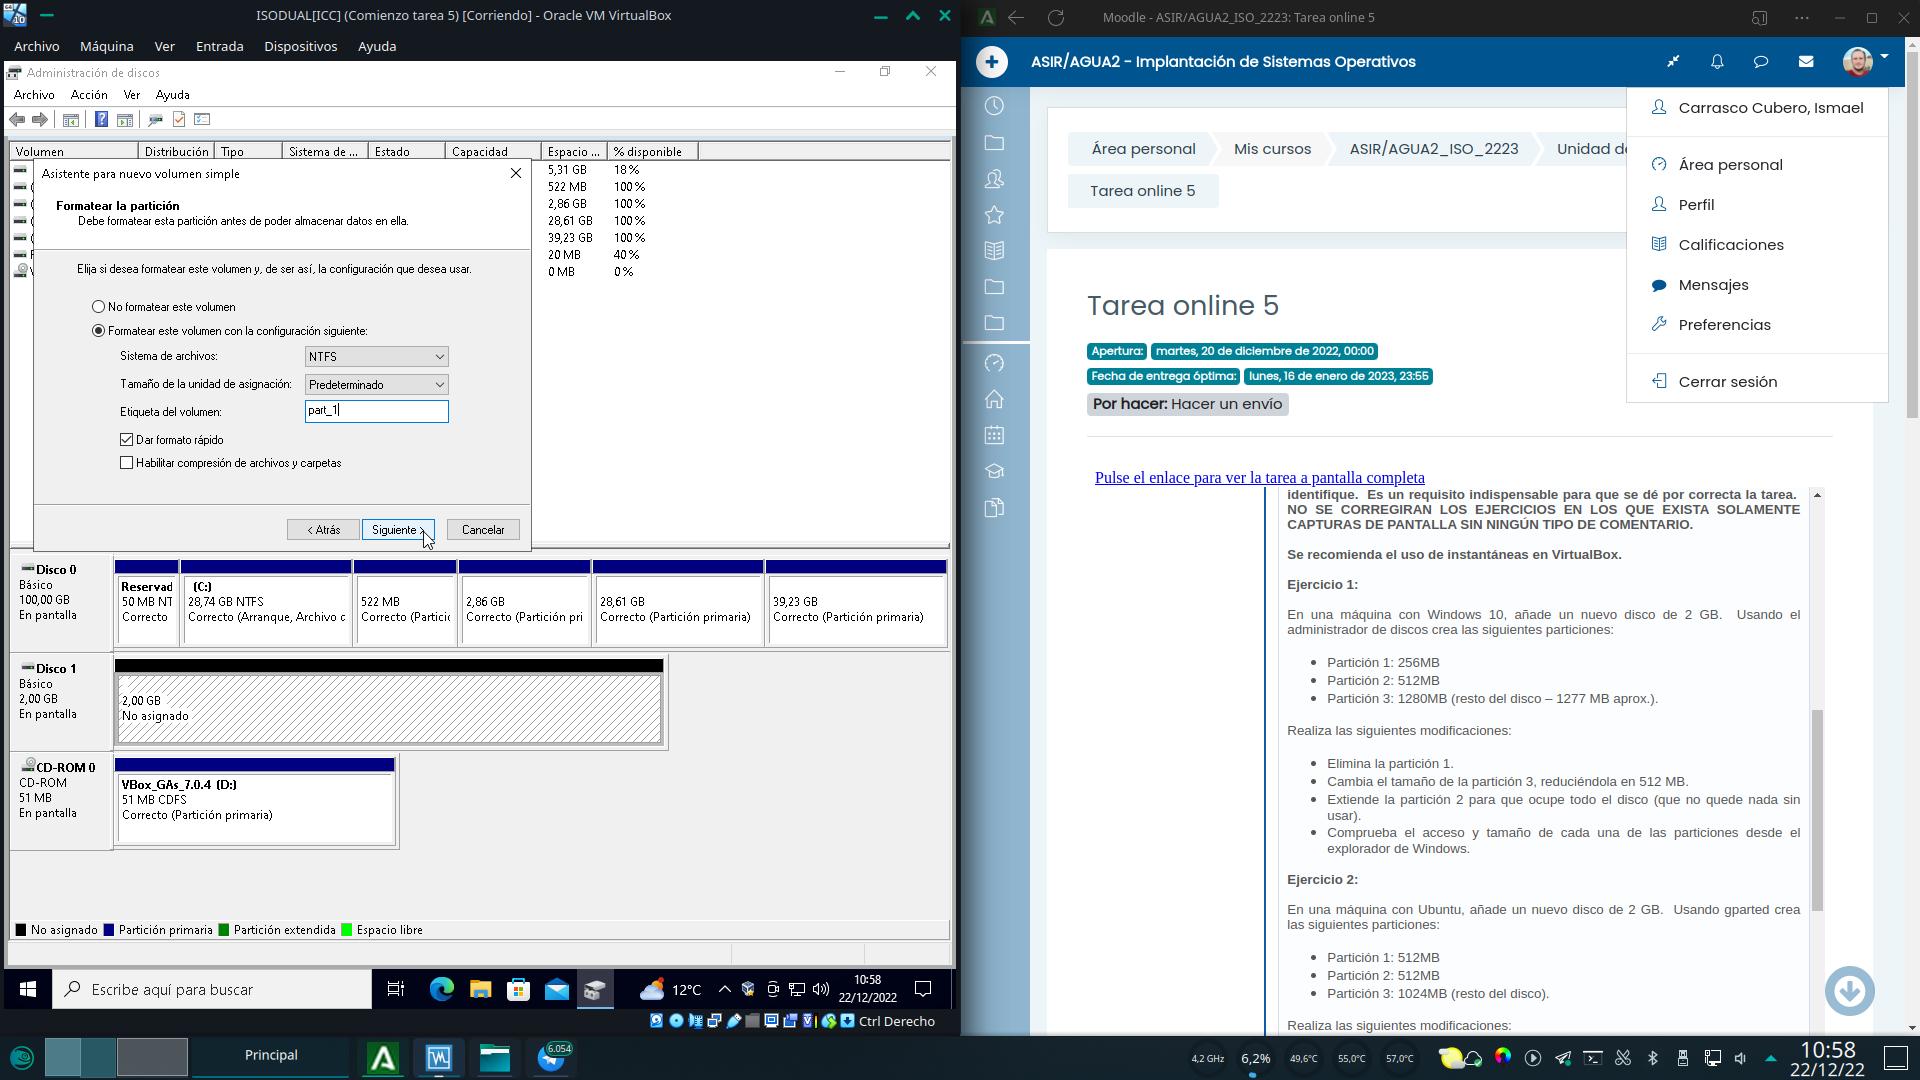 ISODUAL[ICC] (Comienzo tarea 5) [Corriendo] - Oracle VM VirtualBox
Archivo Máquina Ver Entrada Dispositivos Ayuda
Administración de discos
Archivo Acción Ver Ayuda
Volumen Distribución Tipo Sistema de ... Estado Capacidad Espacio ... % disponible
5,31 GB 18 %
522 MB 100 %
2,86 GB 100 %
28,61 GB 100 %
39,23 GB 100 %
20 MB 40 %
0 MB 0 %
Asistente para nuevo volumen simple
Formatear la partición
Debe formatear esta partición antes de poder almacenar datos en ella.
Elija si desea formatear este volumen y, de ser así, la configuración que desea usar.
No formatear este volumen
Formatear este volumen con la configuración siguiente:
Sistema de archivos: NTFS
Tamaño de la unidad de asignación: Predeterminado
Etiqueta del volumen: part_1
Dar formato rápido
Habilitar compresión de archivos y carpetas
< Atrás Siguiente > Cancelar
Disco 0
Básico
100,00 GB
En pantalla
Reservad
50 MB NT
Correcto
(C:)
28,74 GB NTFS
Correcto (Arranque, Archivo c
522 MB
Correcto (Partic
2,86 GB
Correcto (Partición pri
28,61 GB
Correcto (Partición primaria)
39,23 GB
Correcto (Partición primaria)
Disco 1
Básico
2,00 GB
En pantalla
2,00 GB
No asignado
CD-ROM 0
CD-ROM
51 MB
En pantalla
VBox_GAs_7.0.4 (D:)
51 MB CDFS
Correcto (Partición primaria)
No asignado Partición primaria Partición extendida Espacio libre
Escribe aquí para buscar
12°C
10:58
22/12/2022
Ctrl Derecho
Moodle - ASIR/AGUA2_ISO_2223: Tarea online 5
ASIR/AGUA2 - Implantación de Sistemas Operativos
Área personal Mis cursos ASIR/AGUA2_ISO_2223 Unidad de
Tarea online 5
Carrasco Cubero, Ismael
Área personal
Perfil
Calificaciones
Mensajes
Preferencias
Cerrar sesión
Tarea online 5
Apertura: martes, 20 de diciembre de 2022, 00:00
Fecha de entrega óptima: lunes, 16 de enero de 2023, 23:55
Por hacer: Hacer un envío
Pulse el enlace para ver la tarea a pantalla completa
identifique. Es un requisito indispensable para que se dé por correcta la tarea.
NO SE CORREGIRAN LOS EJERCICIOS EN LOS QUE EXISTA SOLAMENTE
CAPTURAS DE PANTALLA SIN NINGÚN TIPO DE COMENTARIO.
Se recomienda el uso de instantáneas en VirtualBox.
Ejercicio 1:
En una máquina con Windows 10, añade un nuevo disco de 2 GB. Usando el
administrador de discos crea las siguientes particiones:
• Partición 1: 256MB
• Partición 2: 512MB
• Partición 3: 1280MB (resto del disco – 1277 MB aprox.).
Realiza las siguientes modificaciones:
• Elimina la partición 1.
• Cambia el tamaño de la partición 3, reduciéndola en 512 MB.
• Extiende la partición 2 para que ocupe todo el disco (que no quede nada sin
usar).
• Comprueba el acceso y tamaño de cada una de las particiones desde el
explorador de Windows.
Ejercicio 2:
En una máquina con Ubuntu, añade un nuevo disco de 2 GB. Usando gparted crea
las siguientes particiones:
• Partición 1: 512MB
• Partición 2: 512MB
• Partición 3: 1024MB (resto del disco).
Realiza las siguientes modificaciones:
Principal
6.054
4,2 GHz 6,2% 49,6°C 55,0°C 57,0°C
10:58
22/12/22